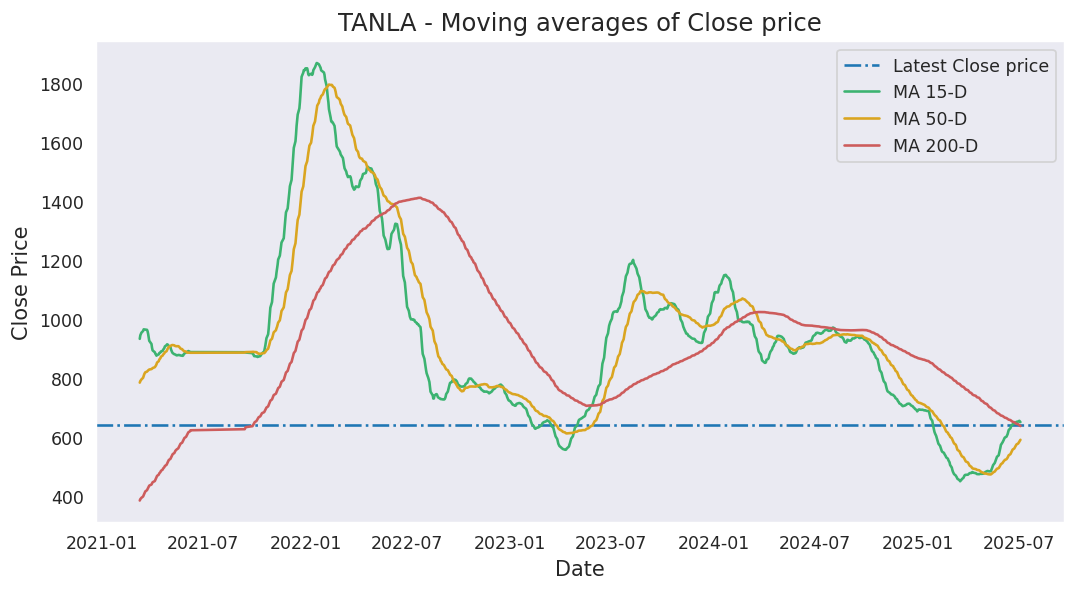 TANLA - Moving averages of Close price
Latest Close price
MA 15-D
MA 50-D
MA 200-D
Close Price
1800
1600
1400
1200
1000
800
600
400
2021-01 2021-07 2022-01 2022-07 2023-01 2023-07 2024-01 2024-07 2025-01 2025-07
Date